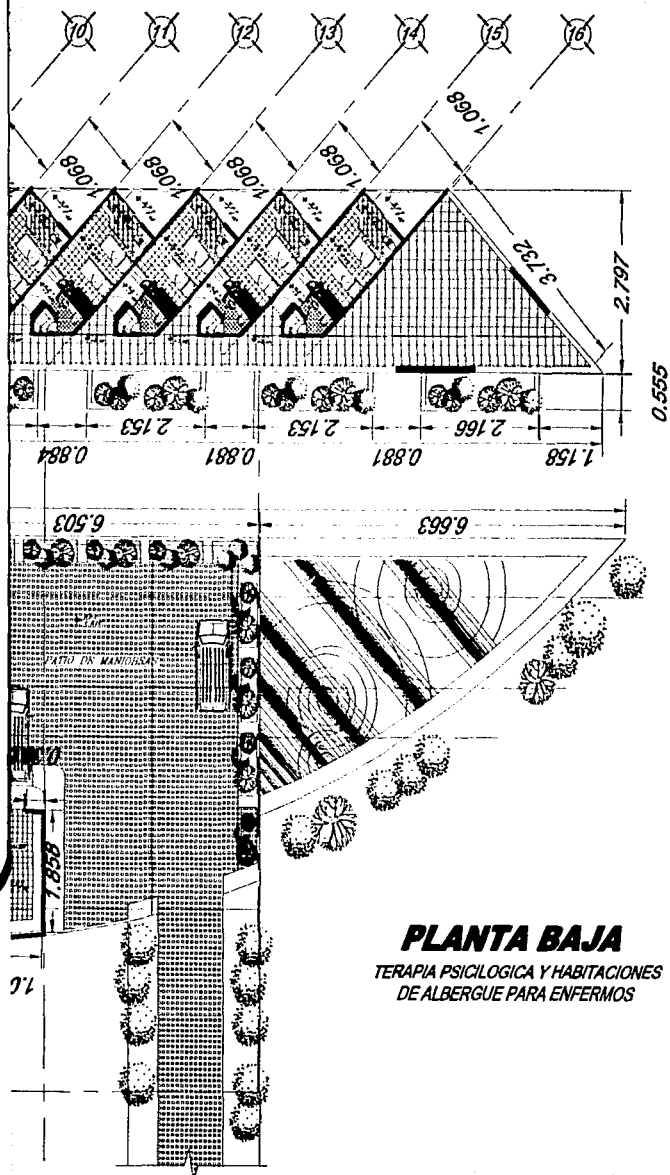 10 11 12 13 14 15 16
1.068
1.068 1.068 1.068 1.068
3.732
2.797
0.555
0.884 2.153 0.881 2.153 0.881 2.166 1.158
6.503 6.663
PATIO DE MANIOBRAS
1.858
PLANTA BAJA
TERAPIA PSICILOGICA Y HABITACIONES
DE ALBERGUE PARA ENFERMOS